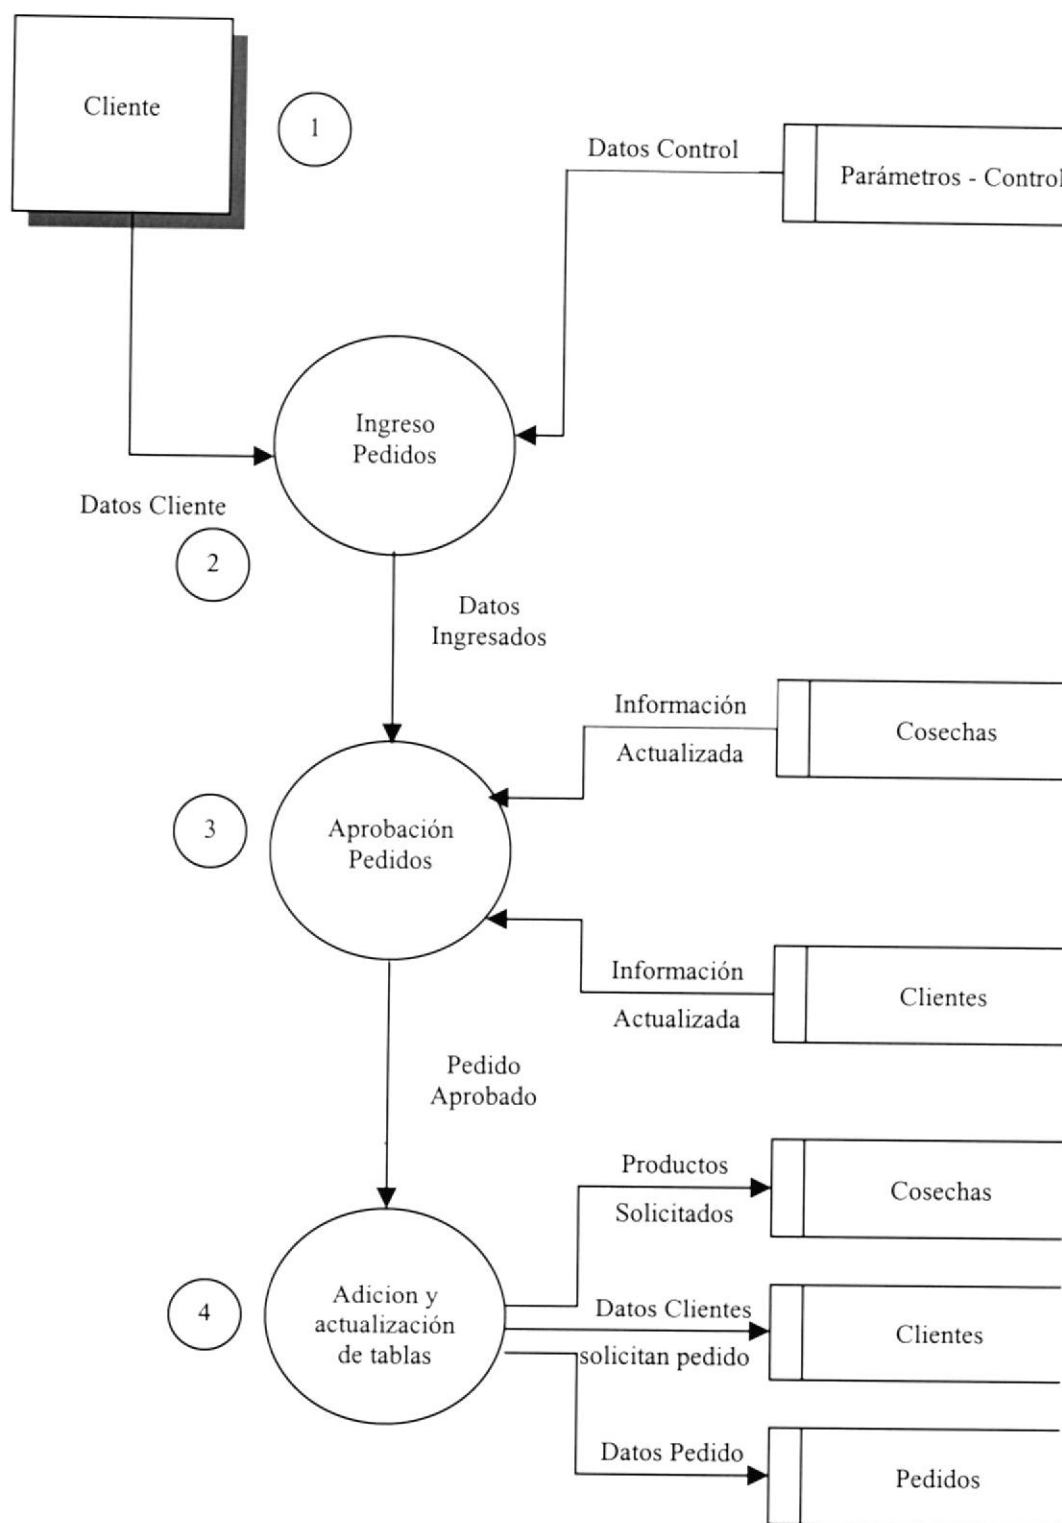 Cliente
1
Datos Control
Parámetros - Control
Ingreso
Pedidos
Datos Cliente
2
Datos
Ingresados
Información
Actualizada
Cosechas
3
Aprobación
Pedidos
Información
Actualizada
Clientes
Pedido
Aprobado
Productos
Solicitados
Cosechas
4
Adicion y
actualización
de tablas
Datos Clientes
solicitan pedido
Clientes
Datos Pedido
Pedidos